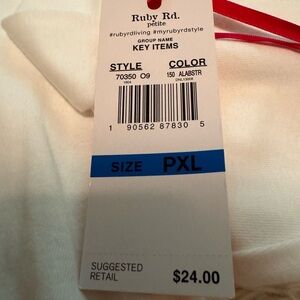 Ruby Rd.
petite
#rubyrdliving #myrubyrdstyle
GROUP NAME
KEY ITEMS
STYLE COLOR
70350 O9 150 ALABSTR
1 90562 87830 5
SIZE PXL
SUGGESTED
RETAIL $24.00